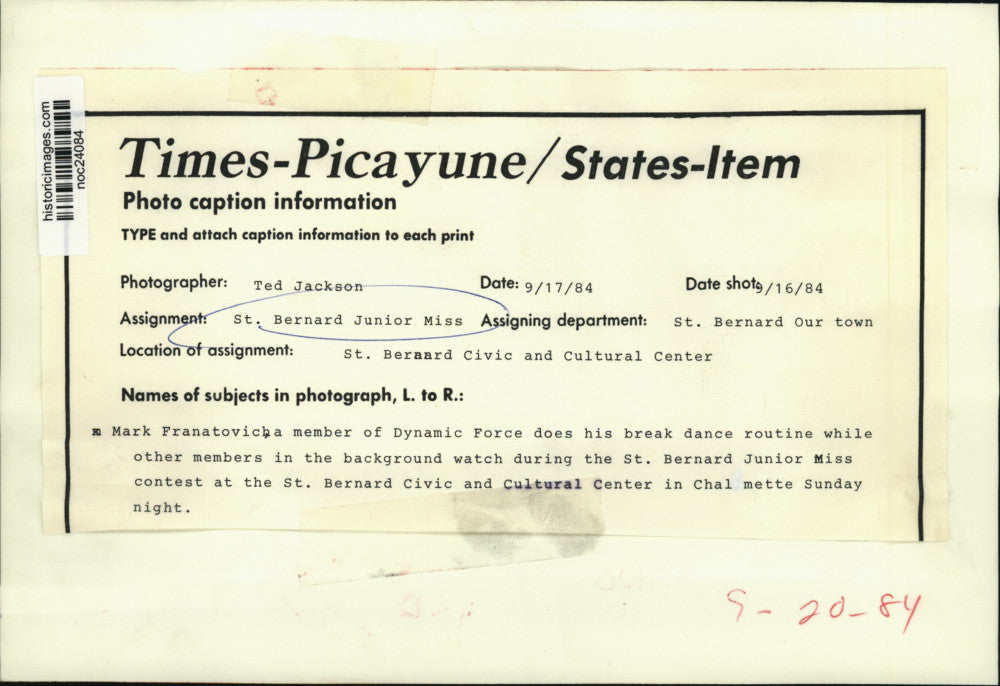 historicimages.com
noc24084
Times-Picayune/States-Item
Photo caption information
TYPE and attach caption information to each print
Photographer: Ted Jackson Date: 9/17/84 Date shot: 9/16/84
Assignment: St. Bernard Junior Miss Assigning department: St. Bernard Our town
Location of assignment: St. Bernard Civic and Cultural Center
Names of subjects in photograph, L. to R.:
Mark Franatovich, a member of Dynamic Force does his break dance routine while
other members in the background watch during the St. Bernard Junior Miss
contest at the St. Bernard Civic and Cultural Center in Chal mette Sunday
night.
9-20-84